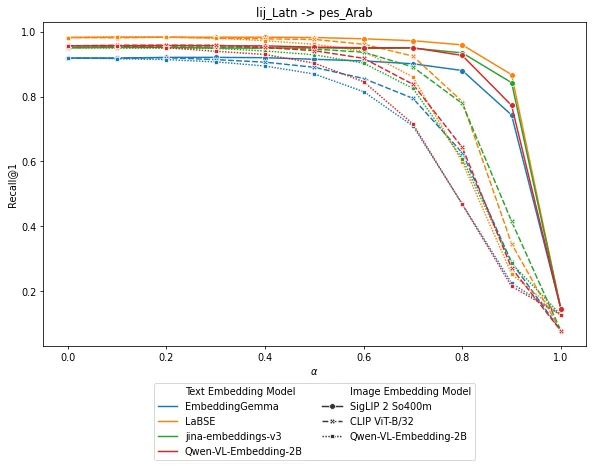 lij_Latn -> pes_Arab
Recall@1
1.0
0.8
0.6
0.4
0.2
0.0 0.2 0.4 0.6 0.8 1.0
α
Text Embedding Model Image Embedding Model
EmbeddingGemma SigLIP 2 So400m
LaBSE CLIP ViT-B/32
jina-embeddings-v3 Qwen-VL-Embedding-2B
Qwen-VL-Embedding-2B